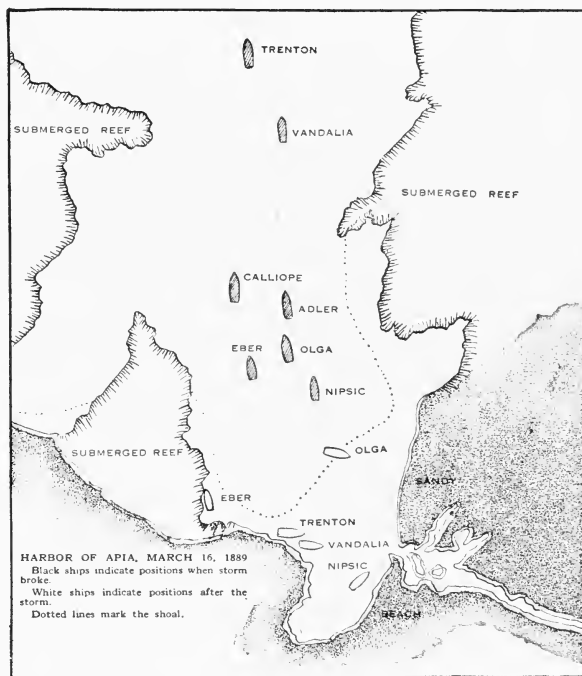 TRENTON
SUBMERGED REEF
VANDALIA
SUBMERGED REEF
CALLIOPE
ADLER
EBER
OLGA
NIPSIC
OLGA
SUBMERGED REEF
SANDY
EBER
TRENTON
VANDALIA
NIPSIC
BEACH
HARBOR OF APIA, MARCH 16, 1889
Black ships indicate positions when storm
broke.
White ships indicate positions after the
storm.
Dotted lines mark the shoal.